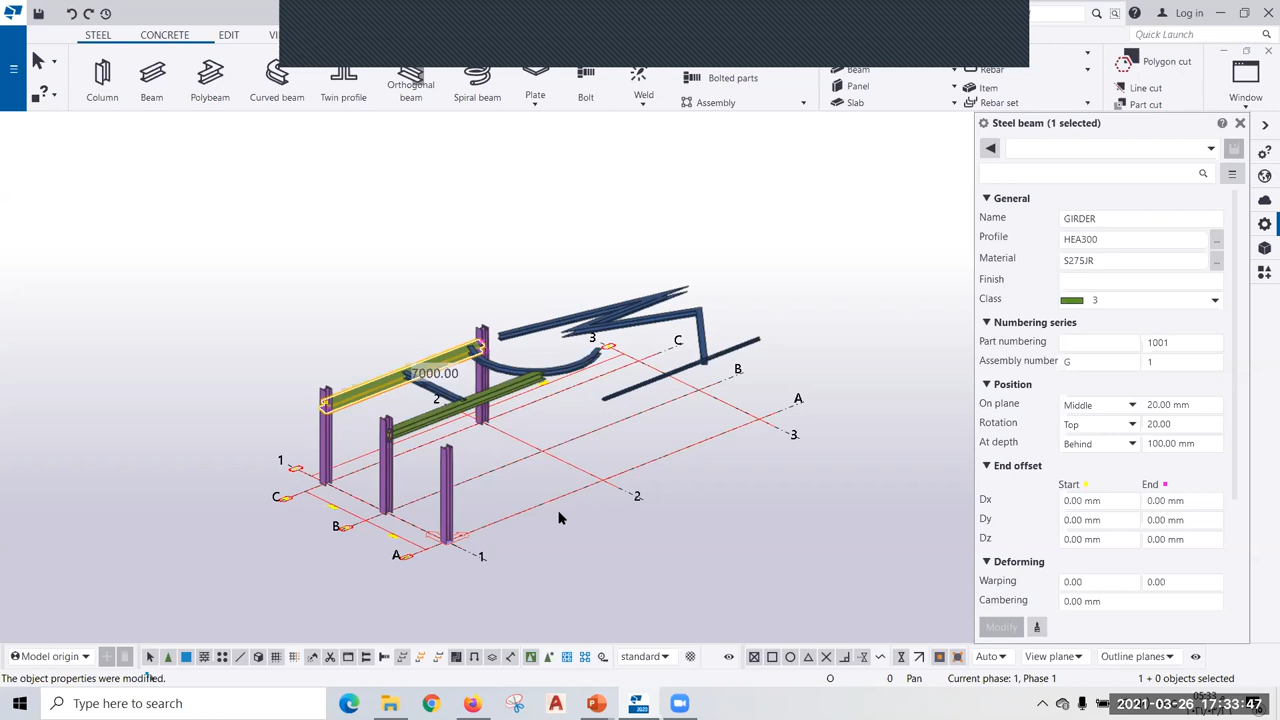 Log in
STEEL
CONCRETE
EDIT
Quick Launch
Column
Beam
Polybeam
Curved beam
Twin profile
Orthogonal
beam
Spiral beam
Plate
Bolt
Weld
Bolted parts
Assembly
Beam
Panel
Slab
Rebar
Item
Rebar set
Polygon cut
Line cut
Part cut
Window
Steel beam (1 selected)
General
Name GIRDER
Profile HEA300
Material S275JR
Finish
Class 3
Numbering series
Part numbering 1001
Assembly number G 1
Position
On plane Middle 20.00 mm
Rotation Top 20.00
At depth Behind 100.00 mm
End offset
Start End
Dx 0.00 mm 0.00 mm
Dy 0.00 mm 0.00 mm
Dz 0.00 mm 0.00 mm
Deforming
Warping 0.00 0.00
Cambering 0.00 mm
Modify
3
C
B
A
3
7000.00
2
2
1
C
B
A
1
Model origin
standard
Auto
View plane
Outline planes
The object properties were modified.
O
0
Pan
Current phase: 1, Phase 1
1 + 0 objects selected
Type here to search
2021-03-26 17:33:47